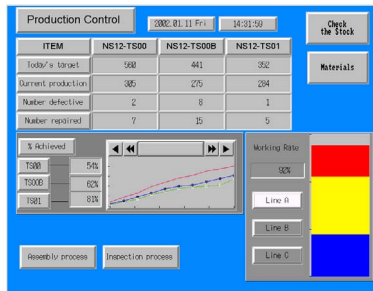 Production Control
2002.01.11 Fri
14:31:59
Check
the Stock
ITEM NS12-TS00 NS12-TS00B NS12-TS01
Today's target 560 441 352
Current production 305 275 284
Number defective 2 8 1
Number repaired 7 15 5
Materials
% Achieved
TS00 54%
TS00B 62%
TS01 81%
Working Rate
92%
Line A
Line B
Line C
Assembly process
Inspection process